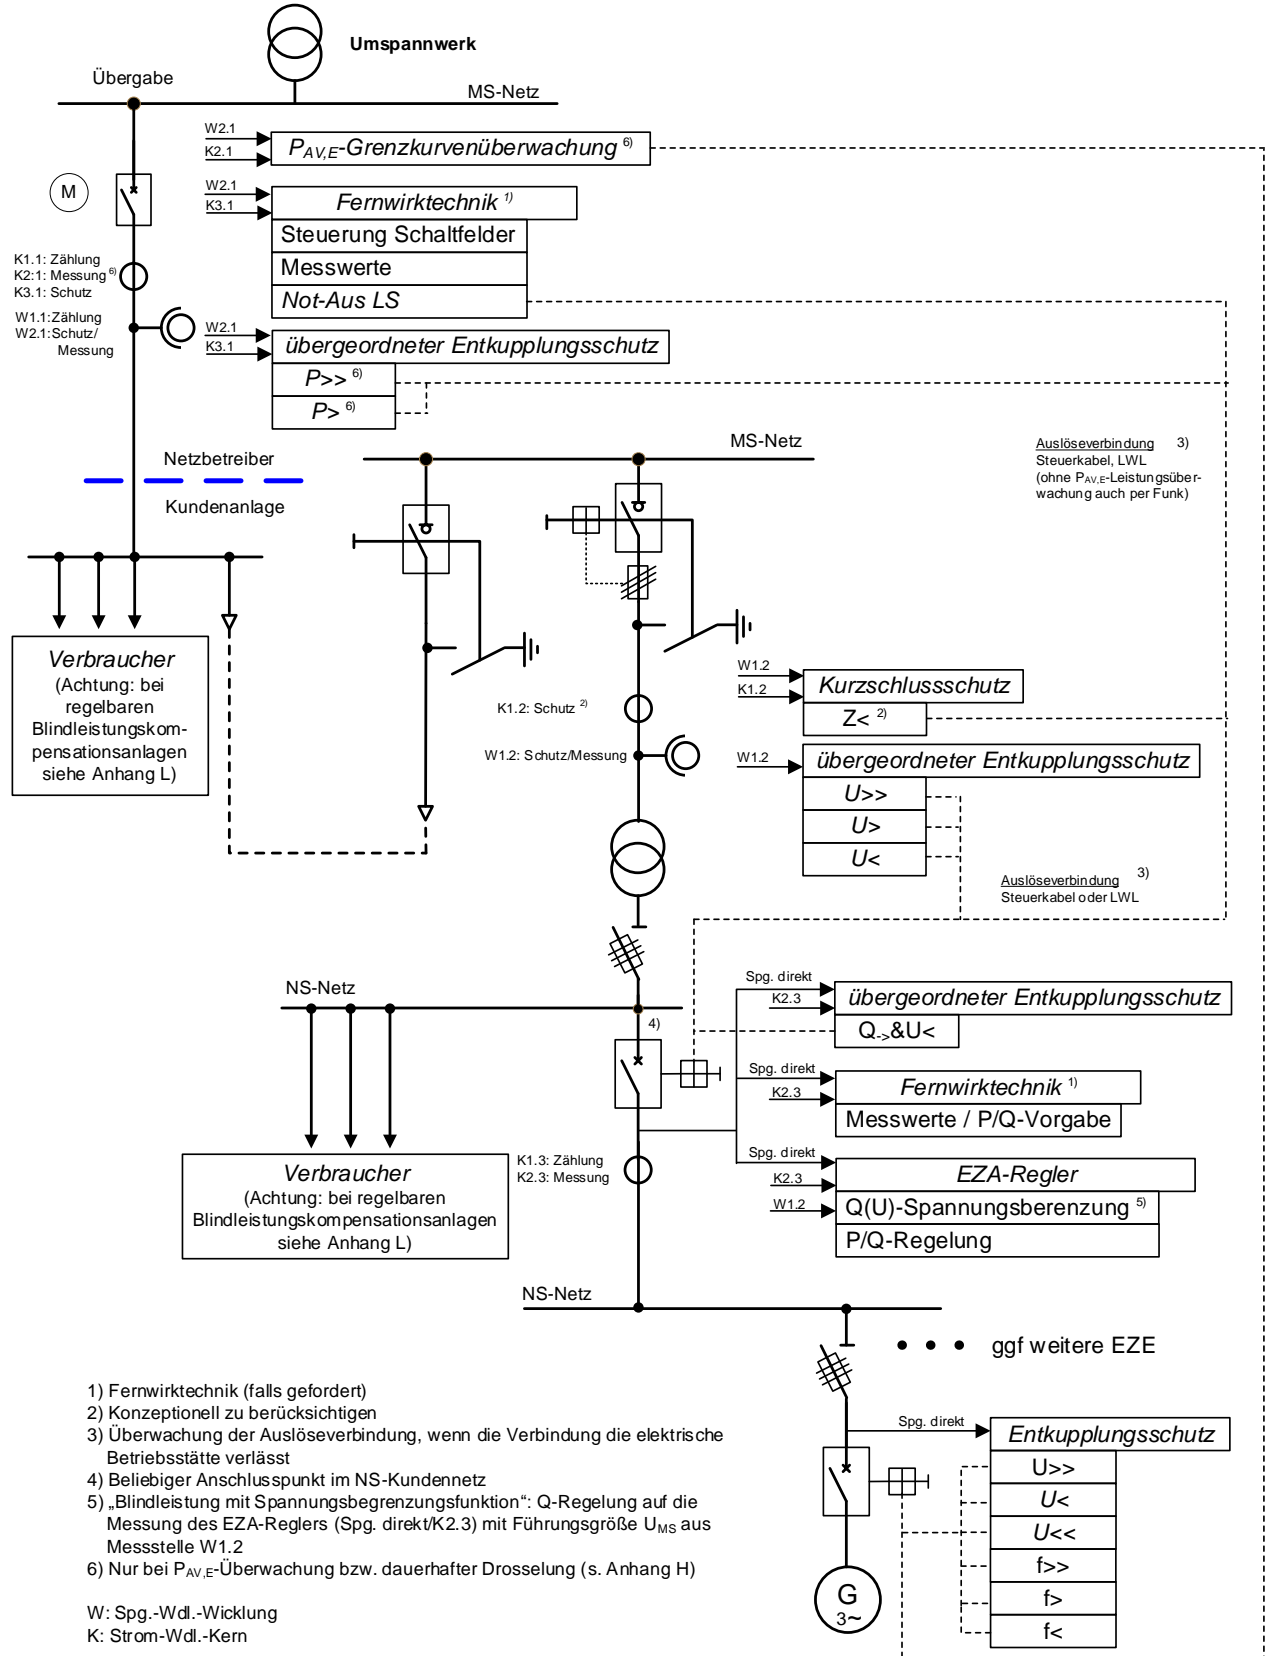 Umspannwerk
Übergabe
MS-Netz
W2.1
K2.1
P_AV,E-Grenzkurvenüberwachung 6)
M
W2.1
K3.1
Fernwirktechnik 1)
Steuerung Schaltfelder
Messwerte
Not-Aus LS
K1.1: Zählung
K2:1: Messung 6)
K3.1: Schutz
W1.1:Zählung
W2.1:Schutz/
Messung
W2.1
K3.1
übergeordneter Entkupplungsschutz
P>> 6)
P> 6)
Netzbetreiber
Kundenanlage
MS-Netz
Auslöseverbindung 3)
Steuerkabel, LWL
(ohne PAV,E-Leistungsüber-
wachung auch per Funk)
Verbraucher
(Achtung: bei
regelbaren
Blindleistungskom-
pensationsanlagen
siehe Anhang L)
K1.2: Schutz 2)
W1.2: Schutz/Messung
W1.2
K1.2
Kurzschlussschutz
Z< 2)
W1.2
übergeordneter Entkupplungsschutz
U>>
U>
U<
Auslöseverbindung 3)
Steuerkabel oder LWL
NS-Netz
4)
Spg. direkt
K2.3
übergeordneter Entkupplungsschutz
Q->&U<
Spg. direkt
K2.3
Fernwirktechnik 1)
Messwerte / P/Q-Vorgabe
Verbraucher
(Achtung: bei regelbaren
Blindleistungskompensationsanlagen
siehe Anhang L)
K1.3: Zählung
K2.3: Messung
Spg. direkt
K2.3
W1.2
EZA-Regler
Q(U)-Spannungsberenzung 5)
P/Q-Regelung
NS-Netz
ggf weitere EZE
Spg. direkt
Entkupplungsschutz
U>>
U<
U<<
f>>
f>
f<
G
3~
1) Fernwirktechnik (falls gefordert)
2) Konzeptionell zu berücksichtigen
3) Überwachung der Auslöseverbindung, wenn die Verbindung die elektrische
Betriebsstätte verlässt
4) Beliebiger Anschlusspunkt im NS-Kundennetz
5) „Blindleistung mit Spannungsbegrenzungsfunktion“: Q-Regelung auf die
Messung des EZA-Reglers (Spg. direkt/K2.3) mit Führungsgröße UMS aus
Messstelle W1.2
6) Nur bei PAV,E-Überwachung bzw. dauerhafter Drosselung (s. Anhang H)
W: Spg.-Wdl.-Wicklung
K: Strom-Wdl.-Kern